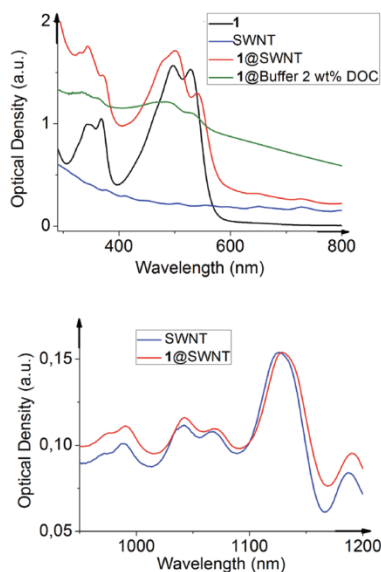 2
1
0
Optical Density (a.u.)
1
SWNT
1@SWNT
1@Buffer 2 wt% DOC
400
600
800
Wavelength (nm)
0,15
0,10
0,05
Optical Density (a.u.)
SWNT
1@SWNT
1000
1100
1200
Wavelength (nm)